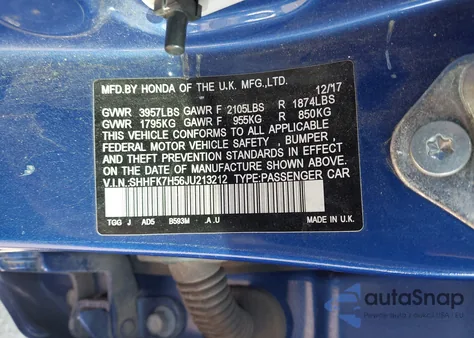 MFD.BY HONDA OF THE U.K. MFG.,LTD. 12/17
GVWR 3957LBS GAWR F 2105LBS R 1874LBS
GVWR 1795KG GAWR F 955KG R 850KG
THIS VEHICLE CONFORMS TO ALL APPLICABLE
FEDERAL MOTOR VEHICLE SAFETY , BUMPER ,
AND THEFT PREVENTION STANDARDS IN EFFECT
ON THE DATE OF MANUFACTURE SHOWN ABOVE.
V.I.N.:SHHFK7H56JU213212 TYPE:PASSENGER CAR
TGG J AD5 B593M .A.U MADE IN U.K.
autoSnap